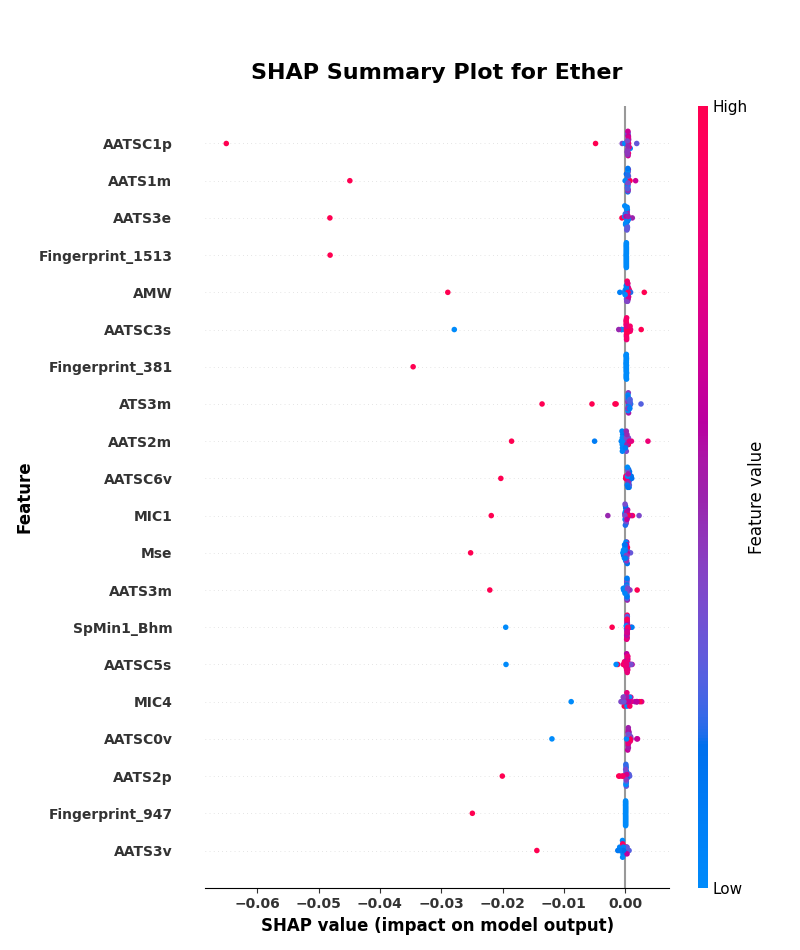 SHAP Summary Plot for Ether
High
AATSC1p
AATS1m
AATS3e
Fingerprint_1513
AMW
AATSC3s
Fingerprint_381
ATS3m
AATS2m
AATSC6v
MIC1
Mse
AATS3m
SpMin1_Bhm
AATSC5s
MIC4
AATSC0v
AATS2p
Fingerprint_947
AATS3v
Feature
Feature value
Low
−0.06 −0.05 −0.04 −0.03 −0.02 −0.01 0.00
SHAP value (impact on model output)